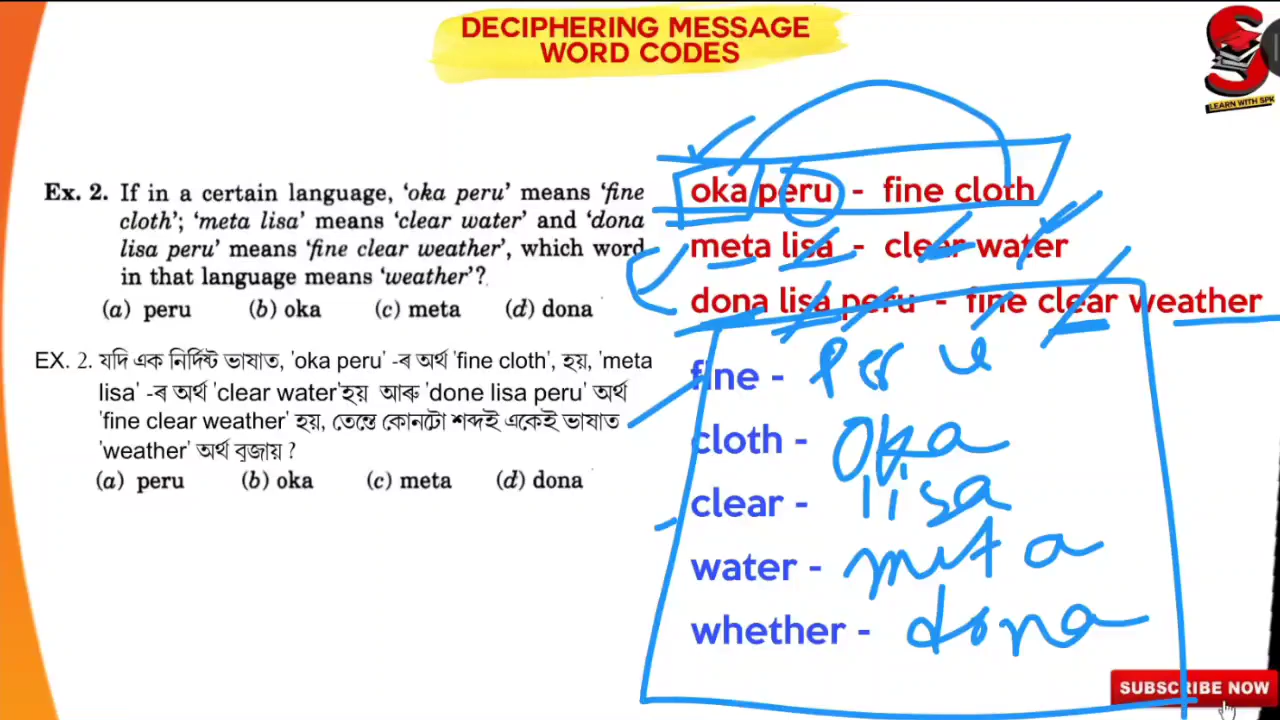 DECIPHERING MESSAGE
WORD CODES
LEARN WITH SPK
Ex. 2. If in a certain language, ‘oka peru’ means ‘fine
cloth’; ‘meta lisa’ means ‘clear water’ and ‘dona
lisa peru’ means ‘fine clear weather’, which word
in that language means ‘weather’?
(a) peru (b) oka (c) meta (d) dona
EX. 2. যদি এক নিৰ্দিষ্ট ভাষাত, 'oka peru' -ৰ অৰ্থ 'fine cloth', হয়, 'meta
lisa' -ৰ অৰ্থ 'clear water'হয় আৰু 'done lisa peru' অৰ্থ
'fine clear weather' হয়, তেন্তে কোনটো শব্দই একেই ভাষাত
'weather' অৰ্থ বুজায় ?
(a) peru (b) oka (c) meta (d) dona
oka peru - fine cloth
meta lisa - clear water
dona lisa peru - fine clear weather
fine - peru
cloth - oka
clear - lisa
water - meta
whether - dona
SUBSCRIBE NOW